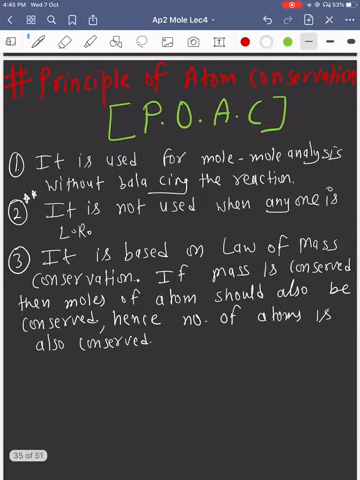 4:45 PM Wed 7 Oct
53%
Ap2 Mole Lec4
# Principle of Atom Conservation
[P.O.A.C]
① It is used for mole-mole analysis
without bala cing the reaction.
②** It is not used when any one is
L.R.
③ It is based on Law of mass
conservation. If mass is conserved
then moles of atom should also be
conserved, hence no. of atoms is
also conserved.
35 of 51